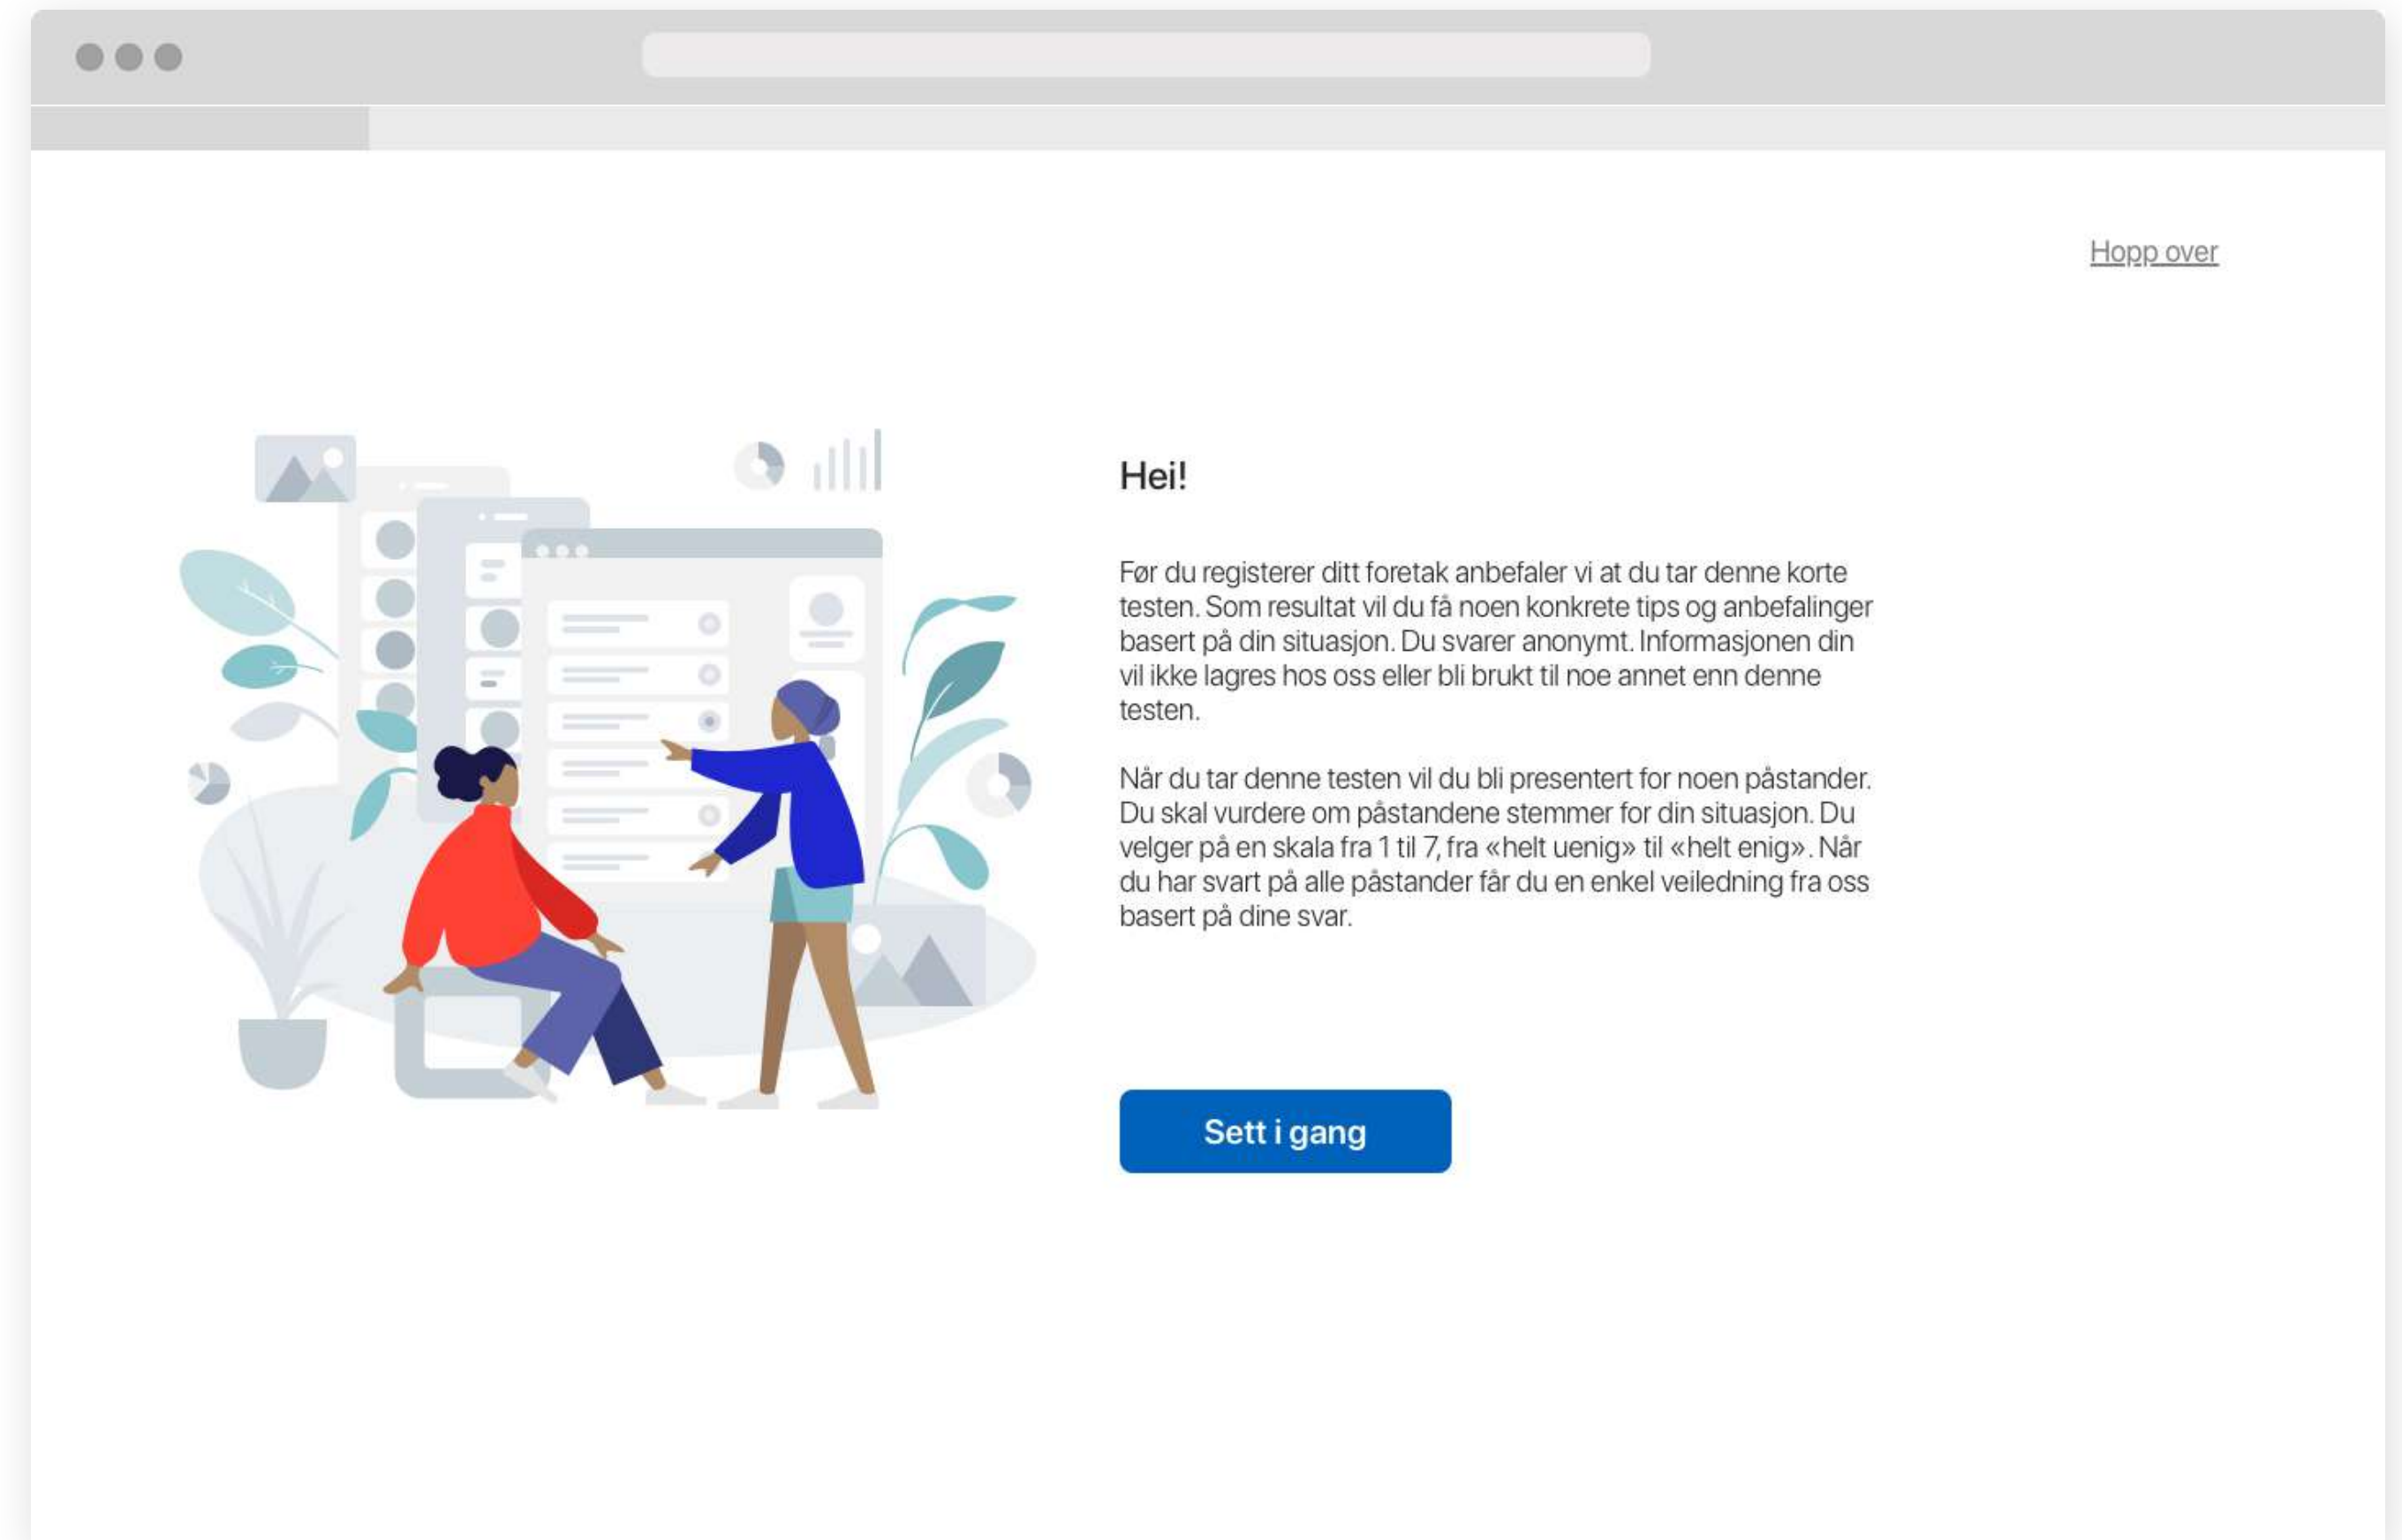 Hopp over
Hei!
Før du registerer ditt foretak anbefaler vi at du tar denne korte
testen. Som resultat vil du få noen konkrete tips og anbefalinger
basert på din situasjon. Du svarer anonymt. Informasjonen din
vil ikke lagres hos oss eller bli brukt til noe annet enn denne
testen.
Når du tar denne testen vil du bli presentert for noen påstander.
Du skal vurdere om påstandene stemmer for din situasjon. Du
velger på en skala fra 1 til 7, fra «helt uenig» til «helt enig». Når
du har svart på alle påstander får du en enkel veiledning fra oss
basert på dine svar.
Sett i gang